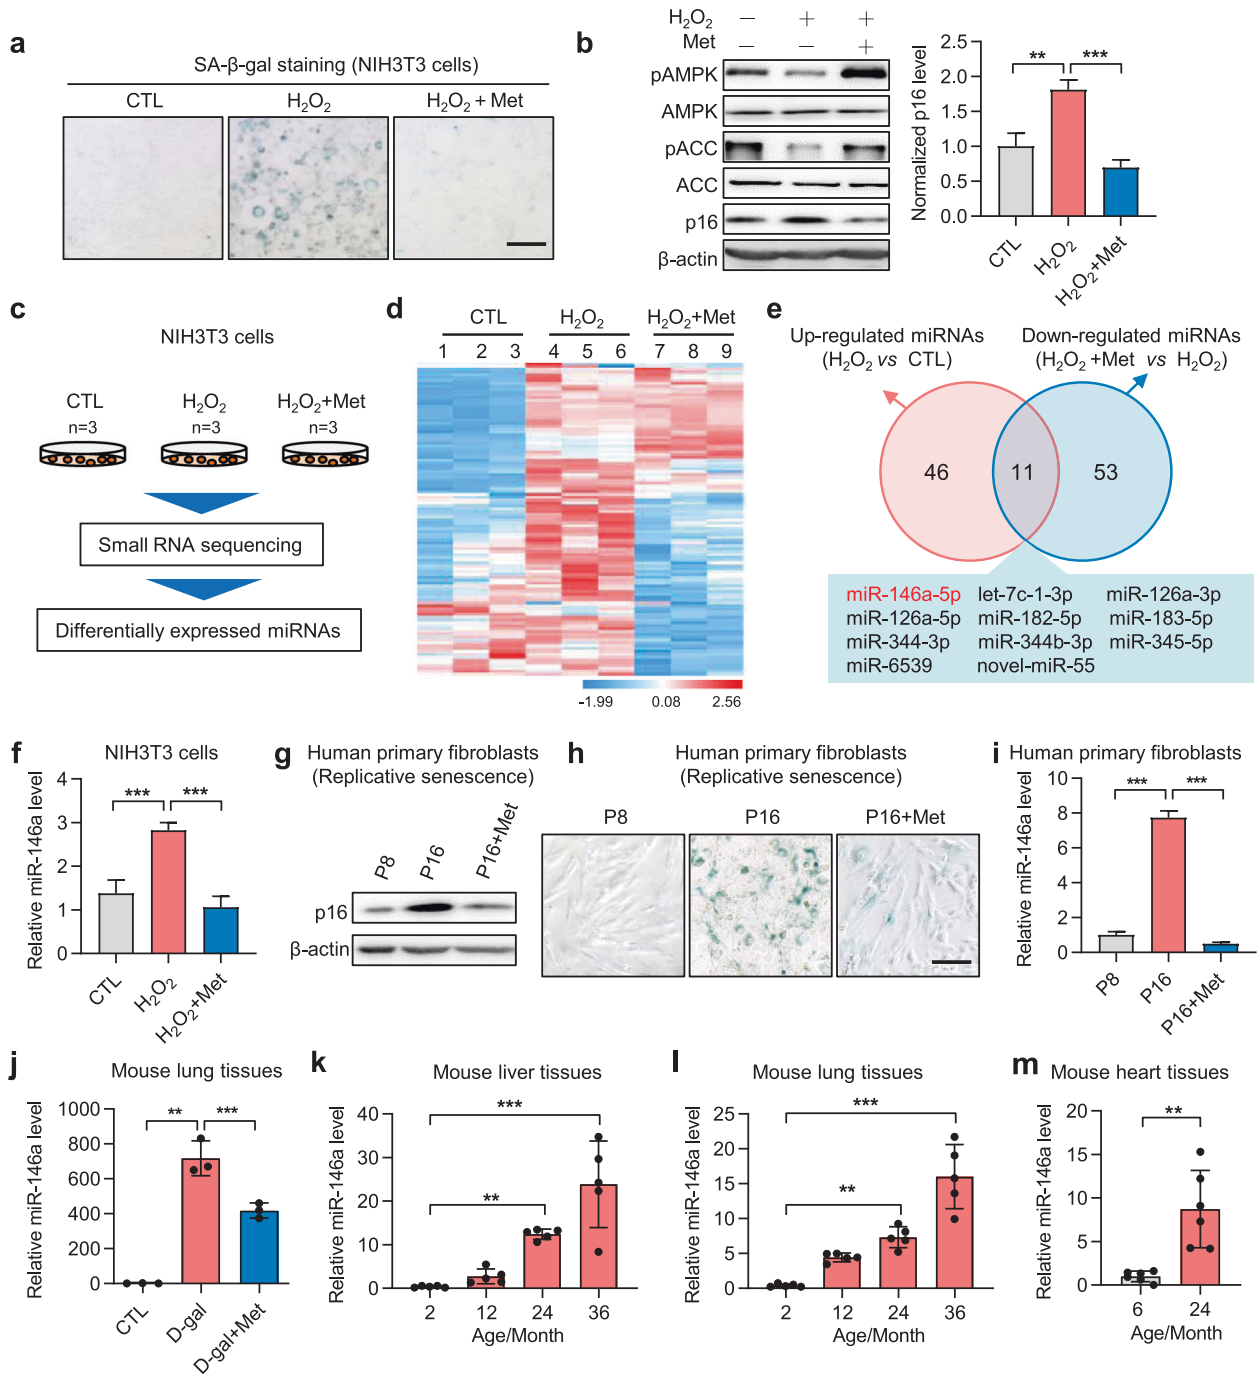 a
SA-β-gal staining (NIH3T3 cells)
CTL H₂O₂ H₂O₂ + Met
b
H₂O₂ − + +
Met − − +
pAMPK
AMPK
pACC
ACC
p16
β-actin
Normalized p16 level
2.5
2.0
1.5
1.0
0.5
0.0
** ***
CTL H₂O₂ H₂O₂+Met
c
NIH3T3 cells
CTL H₂O₂ H₂O₂+Met
n=3 n=3 n=3
Small RNA sequencing
Differentially expressed miRNAs
d
CTL H₂O₂ H₂O₂+Met
1 2 3 4 5 6 7 8 9
-1.99 0.08 2.56
e
Up-regulated miRNAs
(H₂O₂ vs CTL)
Down-regulated miRNAs
(H₂O₂ +Met vs H₂O₂)
46 11 53
miR-146a-5p let-7c-1-3p miR-126a-3p
miR-126a-5p miR-182-5p miR-183-5p
miR-344-3p miR-344b-3p miR-345-5p
miR-6539 novel-miR-55
f
NIH3T3 cells
Relative miR-146a level
4
3
2
1
0
*** ***
CTL H₂O₂ H₂O₂+Met
g
Human primary fibroblasts
(Replicative senescence)
P8 P16 P16+Met
p16
β-actin
h
Human primary fibroblasts
(Replicative senescence)
P8 P16 P16+Met
i
Human primary fibroblasts
Relative miR-146a level
10
8
6
4
2
0
*** ***
P8 P16 P16+Met
j
Mouse lung tissues
Relative miR-146a level
1000
800
600
400
200
0
** ***
CTL D-gal D-gal+Met
k
Mouse liver tissues
Relative miR-146a level
40
30
20
10
0
***
**
2 12 24 36
Age/Month
l
Mouse lung tissues
Relative miR-146a level
25
20
15
10
5
0
***
**
2 12 24 36
Age/Month
m
Mouse heart tissues
Relative miR-146a level
20
15
10
5
0
**
6 24
Age/Month